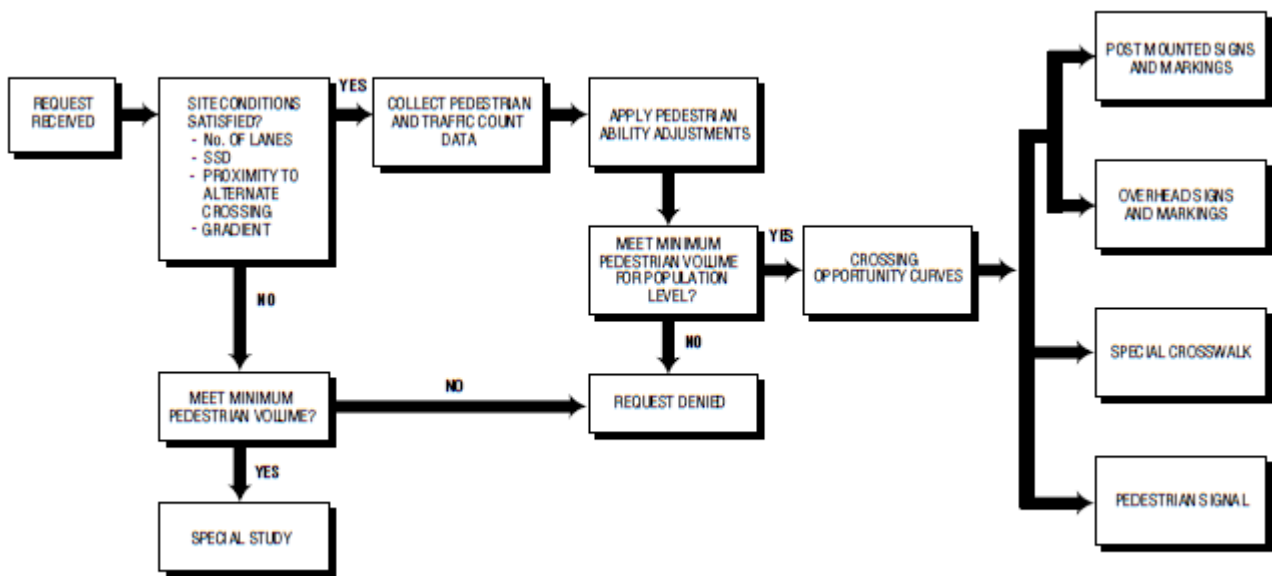 REQUEST
RECEIVED
SITE CONDITIONS
SATISFIED?
- No. OF LANES
- SSD
- PROXIMITY TO
ALTERNATE
CROSSING
- GRADIENT
YES
COLLECT PEDESTRIAN
AND TRAFFIC COUNT
DATA
APPLY PEDESTRIAN
ABILITY ADJUSTMENTS
MEET MINIMUM
PEDESTRIAN VOLUME
FOR POPULATION
LEVEL?
YES
CROSSING
OPPORTUNITY CURVES
POST MOUNTED SIGNS
AND MARKINGS
OVERHEAD SIGNS
AND MARKINGS
SPECIAL CROSSWALK
PEDESTRIAN SIGNAL
NO
NO
REQUEST DENIED
MEET MINIMUM
PEDESTRIAN VOLUME?
NO
YES
SPECIAL STUDY